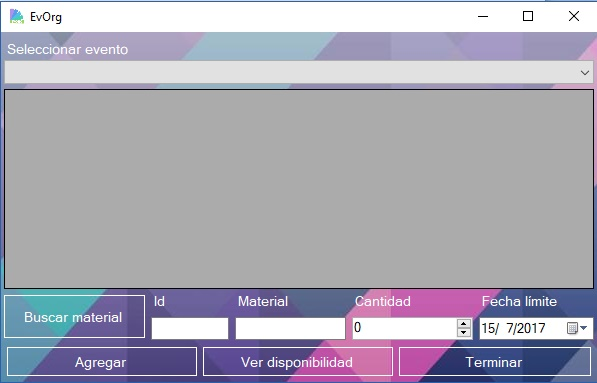 EvOrg
Seleccionar evento
Id Material Cantidad Fecha límite
Buscar material
0 15/ 7/2017
Agregar Ver disponibilidad Terminar